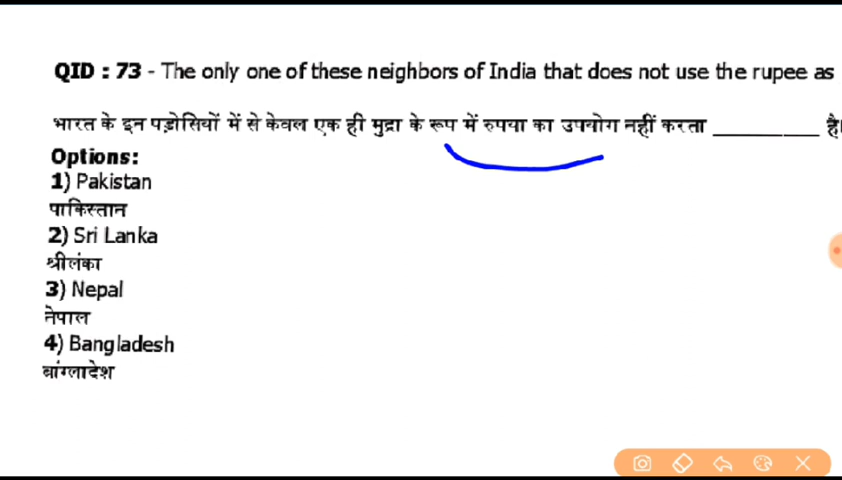 QID : 73 - The only one of these neighbors of India that does not use the rupee as
भारत के इन पड़ोसियों में से केवल एक ही मुद्रा के रूप में रुपया का उपयोग नहीं करता __________ है।
Options:
1) Pakistan
पाकिस्तान
2) Sri Lanka
श्रीलंका
3) Nepal
नेपाल
4) Bangladesh
बांग्लादेश